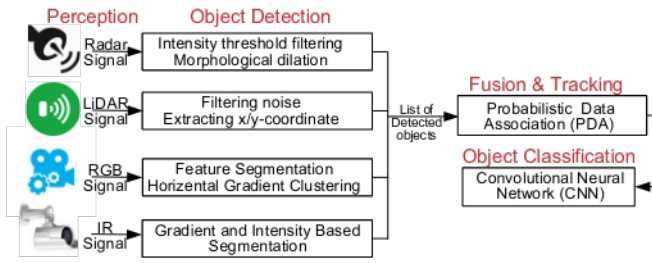 Perception
Object Detection
Radar
Signal
Intensity threshold filtering
Morphological dilation
LiDAR
Signal
Filtering noise
Extracting x/y-coordinate
RGB
Signal
Feature Segmentation
Horizental Gradient Clustering
IR
Signal
Gradient and Intensity Based
Segmentation
List of
Detected
objects
Fusion & Tracking
Probabilistic Data
Association (PDA)
Object Classification
Convolutional Neural
Network (CNN)